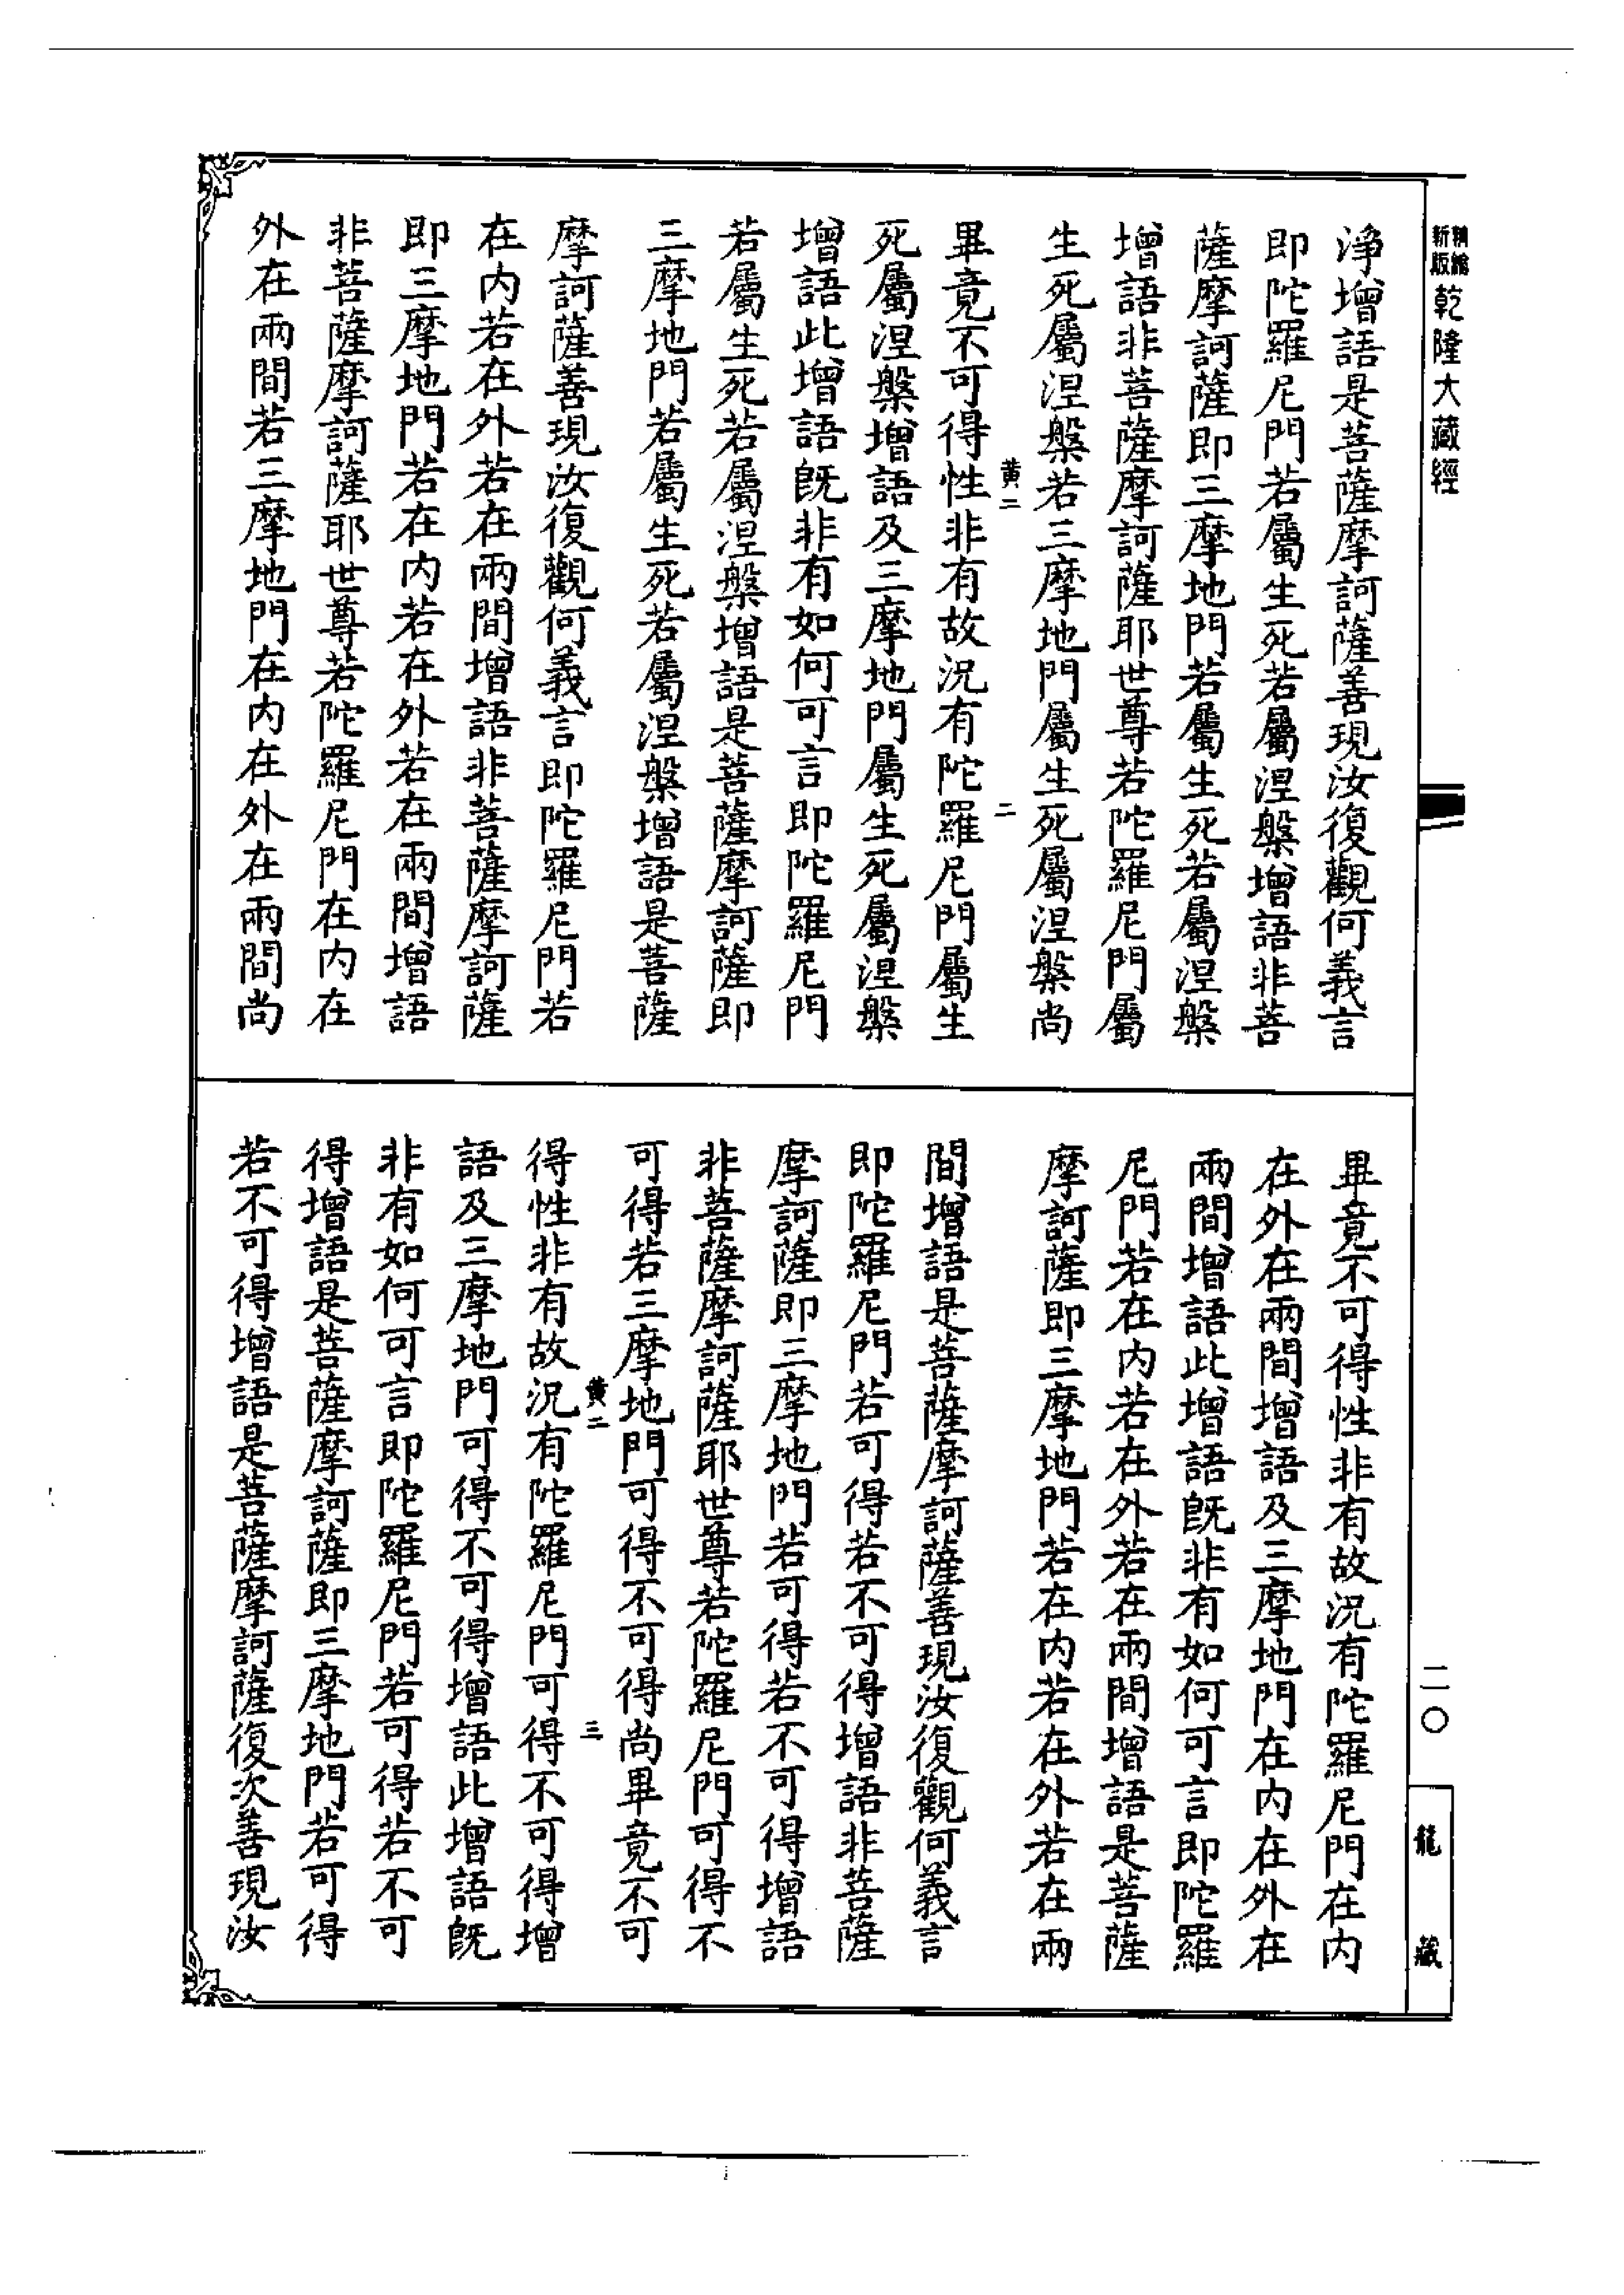 精縮
新版
乾隆大藏經
淨增語是菩薩摩訶薩善現汝復觀何義言
即陀羅尼門若屬生死若屬涅槃增語非菩
薩摩訶薩即三摩地門若屬生死若屬涅槃
增語非菩薩摩訶薩耶世尊若陀羅尼門屬
生死屬涅槃若三摩地門屬生死屬涅槃尚
黃二
二
畢竟不可得性非有故況有陀羅尼門屬生
死屬涅槃增語及三摩地門屬生死屬涅槃
增語此增語既非有如何可言即陀羅尼門
若屬生死若屬涅槃增語是菩薩摩訶薩即
三摩地門若屬生死若屬涅槃增語是菩薩
摩訶薩善現汝復觀何義言即陀羅尼門若
在內若在外若在兩間增語非菩薩摩訶薩
即三摩地門若在內若在外若在兩間增語
非菩薩摩訶薩耶世尊若陀羅尼門在內在
外在兩間若三摩地門在內在外在兩間尚
畢竟不可得性非有故況有陀羅尼門在內
在外在兩間增語及三摩地門在內在外在
兩間增語此增語既非有如何可言即陀羅
尼門若在內若在外若在兩間增語是菩薩
摩訶薩即三摩地門若在內若在外若在兩
間增語是菩薩摩訶薩善現汝復觀何義言
即陀羅尼門若可得若不可得增語非菩薩
摩訶薩即三摩地門若可得若不可得增語
非菩薩摩訶薩耶世尊若陀羅尼門可得不
可得若三摩地門可得不可得尚畢竟不可
黃二
三
得性非有故況有陀羅尼門可得不可得增
語及三摩地門可得不可得增語此增語既
非有如何可言即陀羅尼門若可得若不可
得增語是菩薩摩訶薩即三摩地門若可得
若不可得增語是菩薩摩訶薩復次善現汝
二〇
龍藏